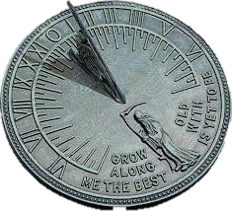 GROW OLD
ALONG WITH
ME THE BEST IS YET TO BE